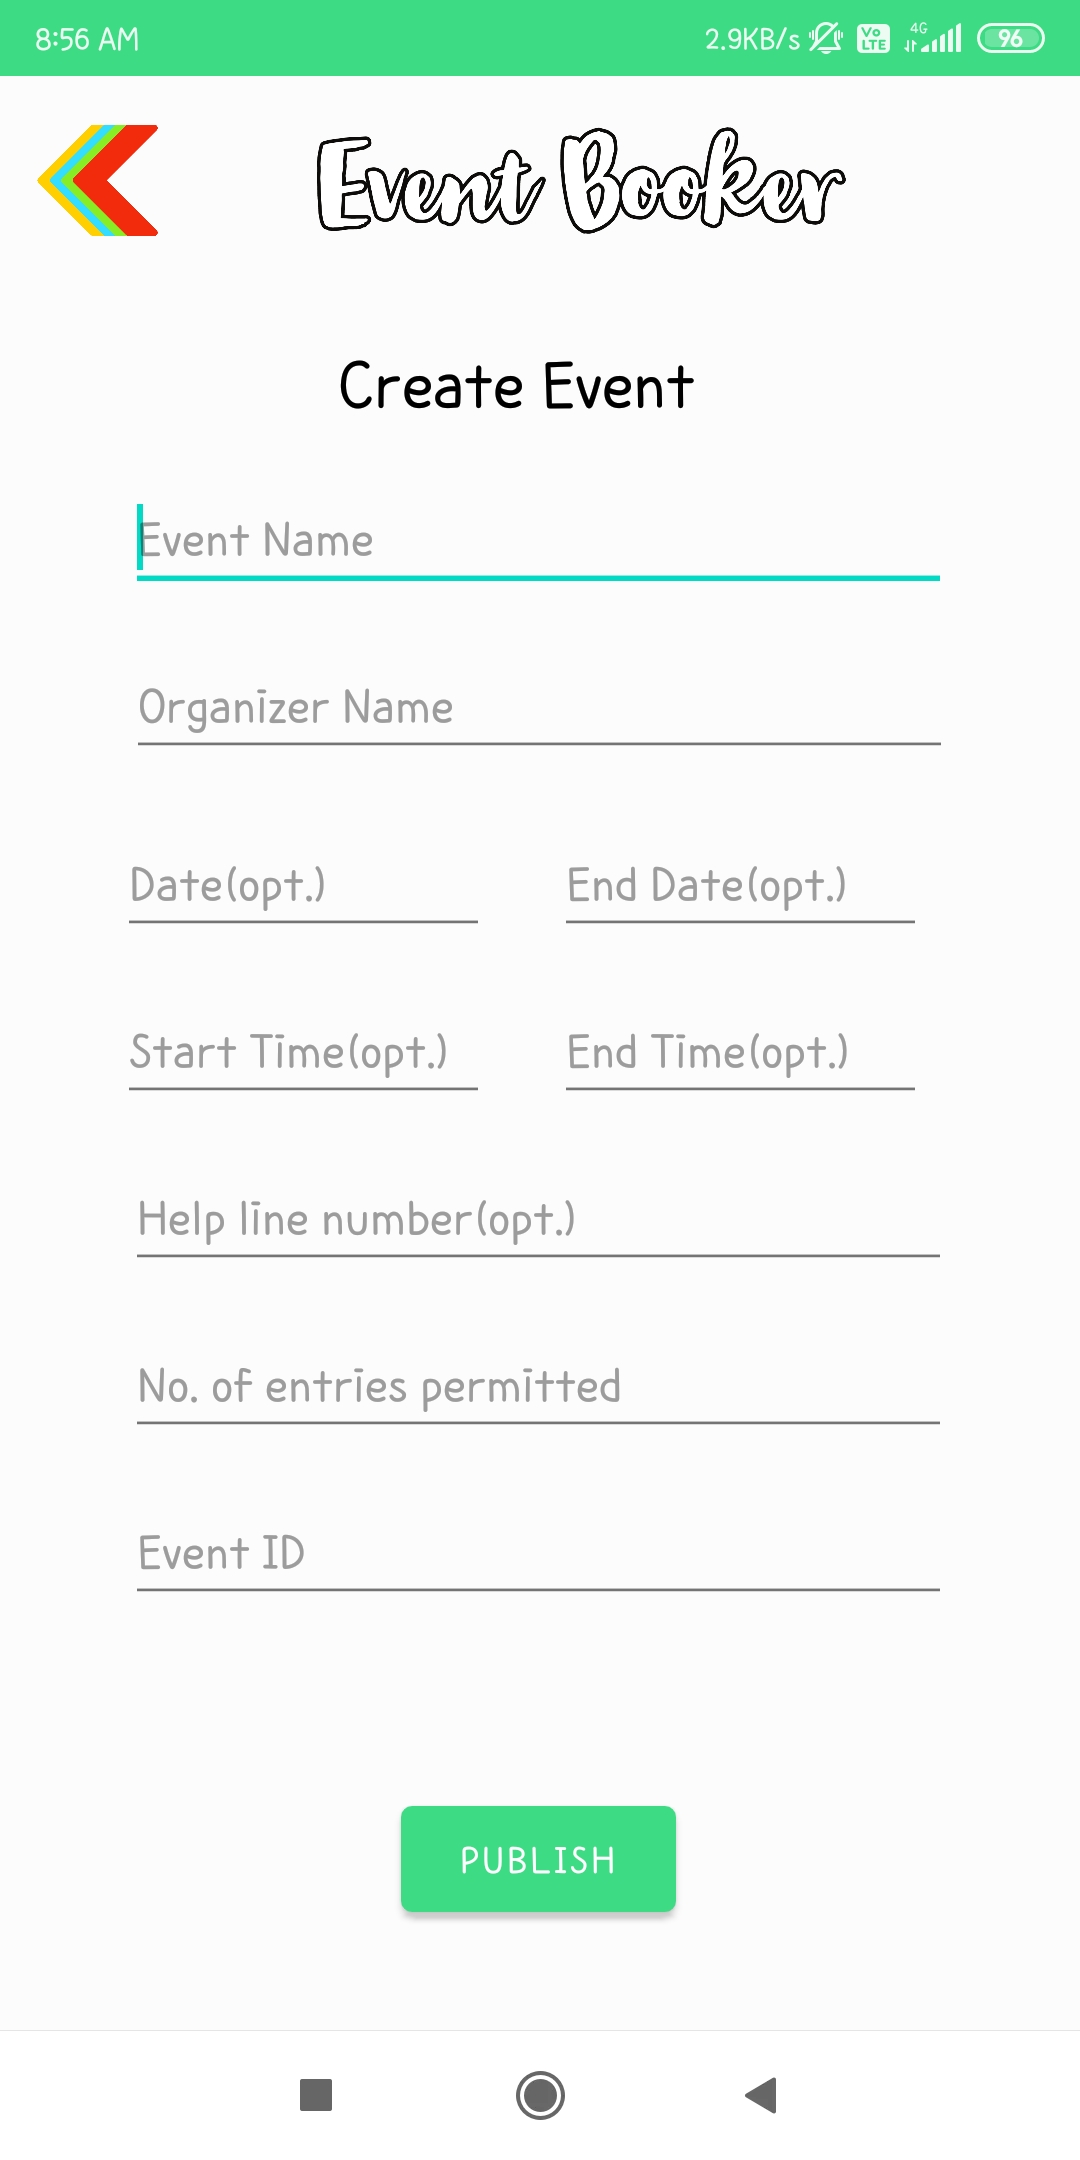 8:56 AM 2.9KB/s Vo LTE 4G 96
Event Booker
Create Event
Event Name
Organizer Name
Date(opt.) End Date(opt.)
Start Time(opt.) End Time(opt.)
Help line number(opt.)
No. of entries permitted
Event ID
PUBLISH